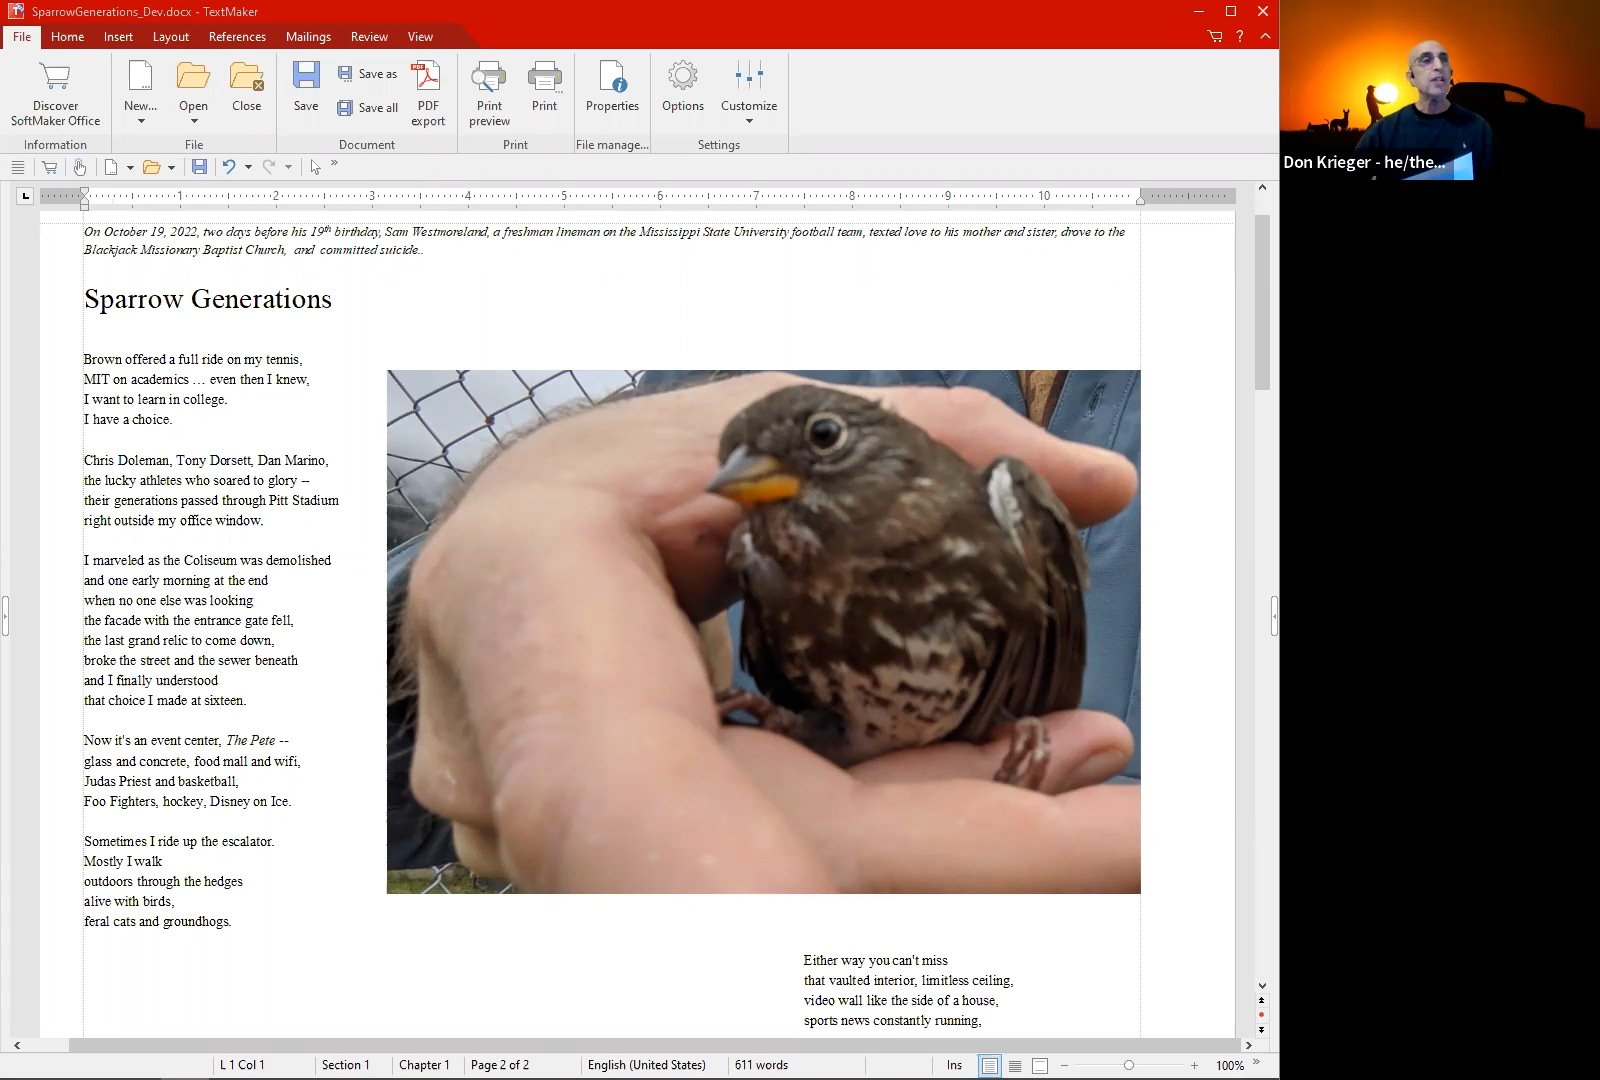 SparrowGenerations_Dev.docx - TextMaker
File Home Insert Layout References Mailings Review View
Discover SoftMaker Office
New...
Open
Close
Save
Save as
Save all
PDF export
Print preview
Print
Properties
Options
Customize
Information
File
Document
Print
File manage...
Settings
1 2 3 4 5 6 7 8 9 10
On October 19, 2022, two days before his 19th birthday, Sam Westmoreland, a freshman lineman on the Mississippi State University football team, texted love to his mother and sister, drove to the
Blackjack Missionary Baptist Church,  and  committed suicide..
Sparrow Generations
Brown offered a full ride on my tennis,
MIT on academics … even then I knew,
I want to learn in college.
I have a choice.
Chris Doleman, Tony Dorsett, Dan Marino,
the lucky athletes who soared to glory --
their generations passed through Pitt Stadium
right outside my office window.
I marveled as the Coliseum was demolished
and one early morning at the end
when no one else was looking
the facade with the entrance gate fell,
the last grand relic to come down,
broke the street and the sewer beneath
and I finally understood
that choice I made at sixteen.
Now it's an event center, The Pete --
glass and concrete, food mall and wifi,
Judas Priest and basketball,
Foo Fighters, hockey, Disney on Ice.
Sometimes I ride up the escalator.
Mostly I walk
outdoors through the hedges
alive with birds,
feral cats and groundhogs.
Either way you can't miss
that vaulted interior, limitless ceiling,
video wall like the side of a house,
sports news constantly running,
L 1 Col 1
Section 1
Chapter 1
Page 2 of 2
English (United States)
611 words
Ins
100%
Don Krieger - he/the...